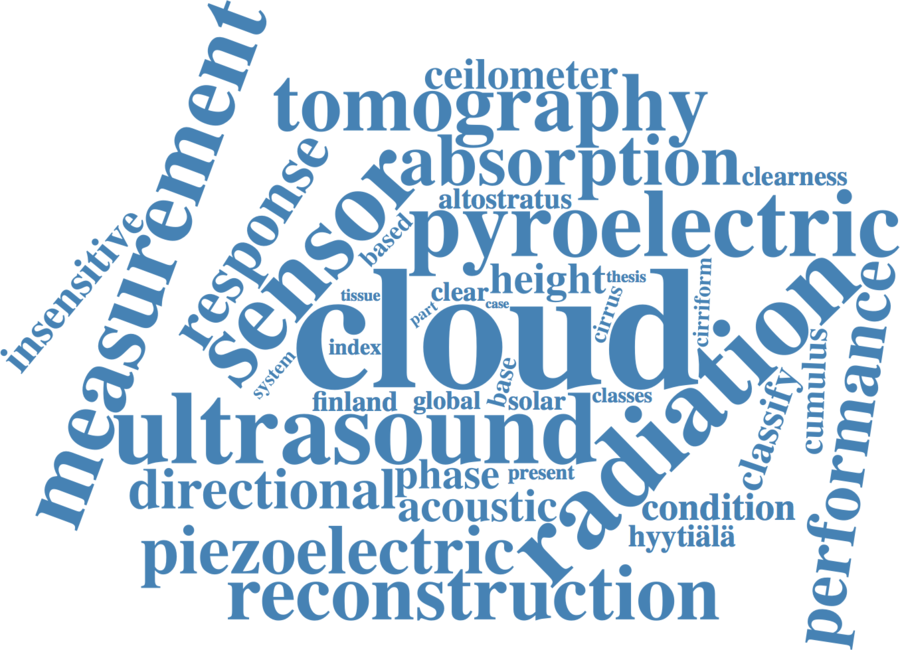 measurement
ceilometer
tomography
response
sensor
absorption
clearness
altostratus
insensitive
based
pyroelectric
height
thesis
cirriform
tissue
part
clear
case
cirrus
cloud
radiation
performance
index
system
base
cumulus
finland
global
solar
classes
classify
ultrasound
phase
present
directional
acoustic
condition
hyytiälä
piezoelectric
reconstruction